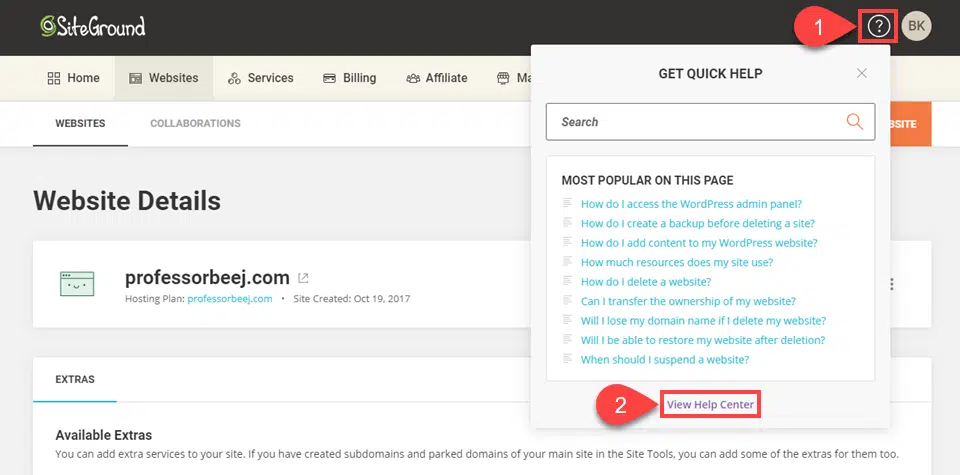 SiteGround
1
?
BK
Home
Websites
Services
Billing
Affiliate
GET QUICK HELP
WEBSITES
COLLABORATIONS
Search
Website Details
MOST POPULAR ON THIS PAGE
How do I access the WordPress admin panel?
How do I create a backup before deleting a site?
How do I add content to my WordPress website?
How much resources does my site use?
How do I delete a website?
Can I transfer the ownership of my website?
Will I lose my domain name if I delete my website?
Will I be able to restore my website after deletion?
When should I suspend a website?
professorbeej.com
Hosting Plan: professorbeej.com • Site Created: Oct 19, 2017
2
View Help Center
EXTRAS
Available Extras
You can add extra services to your site. If you have created subdomains and parked domains of your main site in the Site Tools, you can add some of the extras for them too.